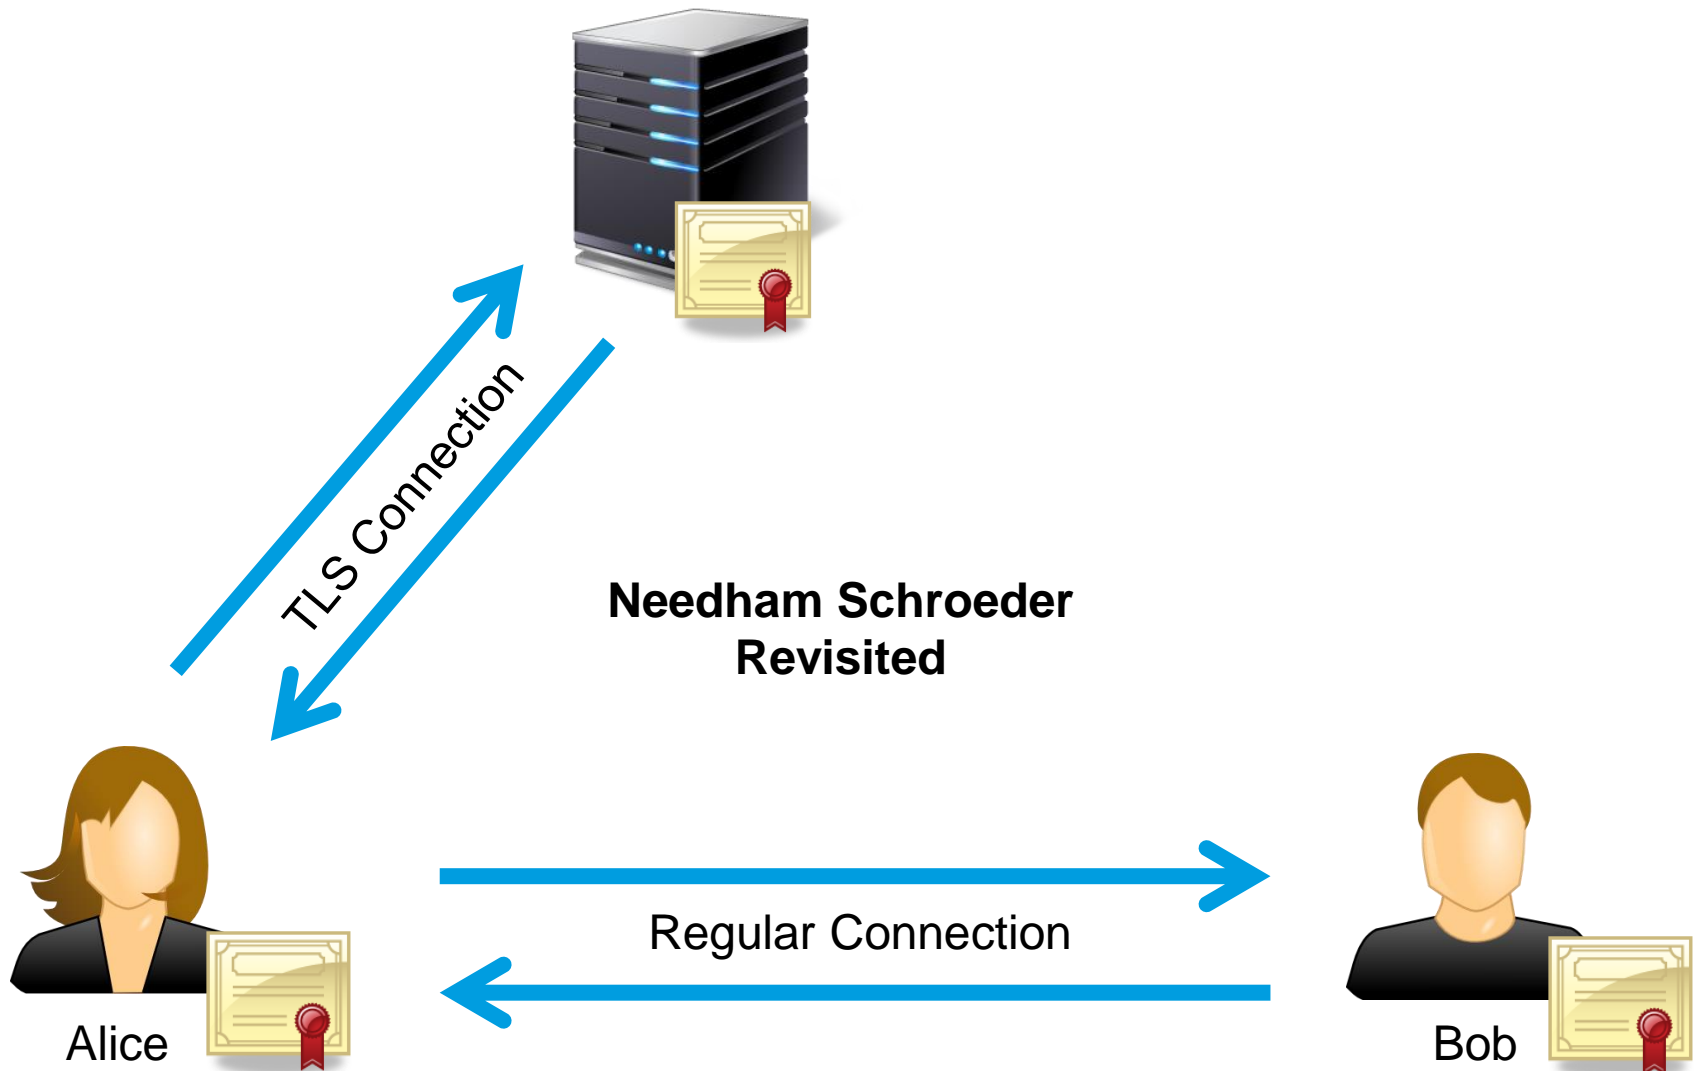 TLS Connection
Needham Schroeder
Revisited
Regular Connection
Alice
Bob